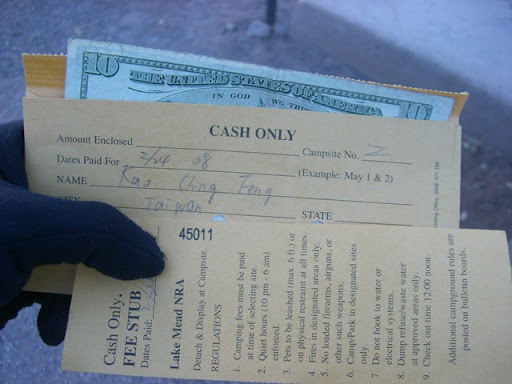 10 THE UNITED STATES OF AMERICA 10
IN GOD WE TRUST
CASH ONLY
Amount Enclosed Campsite No. 2
Dates Paid For 2/24 08 (Example: May 1 & 2)
NAME Kao Ching Feng
CITY Taiwan STATE
Cash Only.
FEE STUB
Dates Paid:
45011
Lake Mead NRA
Detach & Display at Campsite.
REGULATIONS
1. Camping fees must be paid
at time of selecting site.
2. Quiet hours (10 pm - 6 am)
enforced.
3. Pets to be leashed (max. 6 ft.) or
on physical restraint at all times.
4. Fires in designated areas only.
5. No loaded firearms, airguns, or
other such weapons.
6. Camp/Park in designated sites
only.
7. Do not hook to water or
electrical systems.
8. Dump refuse/waste water
at approved areas only.
9. Check out time 12:00 noon.
Additional campground rules are
posted on bulletin boards.